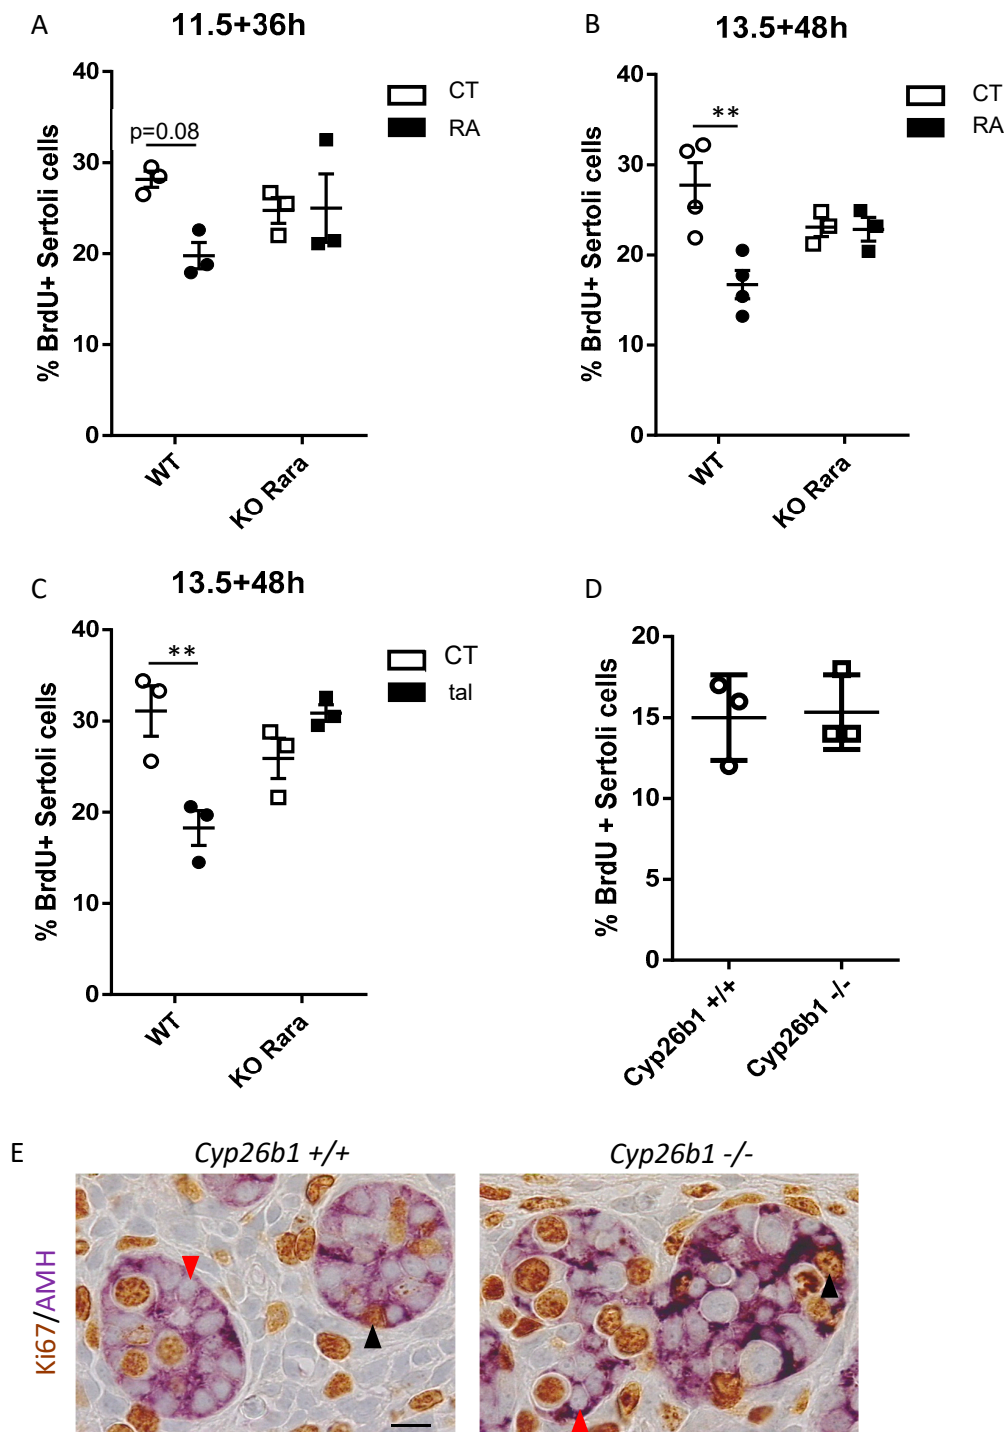 A
11.5+36h
% BrdU+ Sertoli cells
40
30
20
10
0
p=0.08
CT
RA
WT
KO Rara
B
13.5+48h
% BrdU+ Sertoli cells
40
30
20
10
0
**
CT
RA
WT
KO Rara
C
13.5+48h
% BrdU+ Sertoli cells
40
30
20
10
0
**
CT
tal
WT
KO Rara
D
% BrdU + Sertoli cells
20
15
10
5
0
Cyp26b1 +/+
Cyp26b1 -/-
E
Cyp26b1 +/+
Cyp26b1 -/-
Ki67/AMH